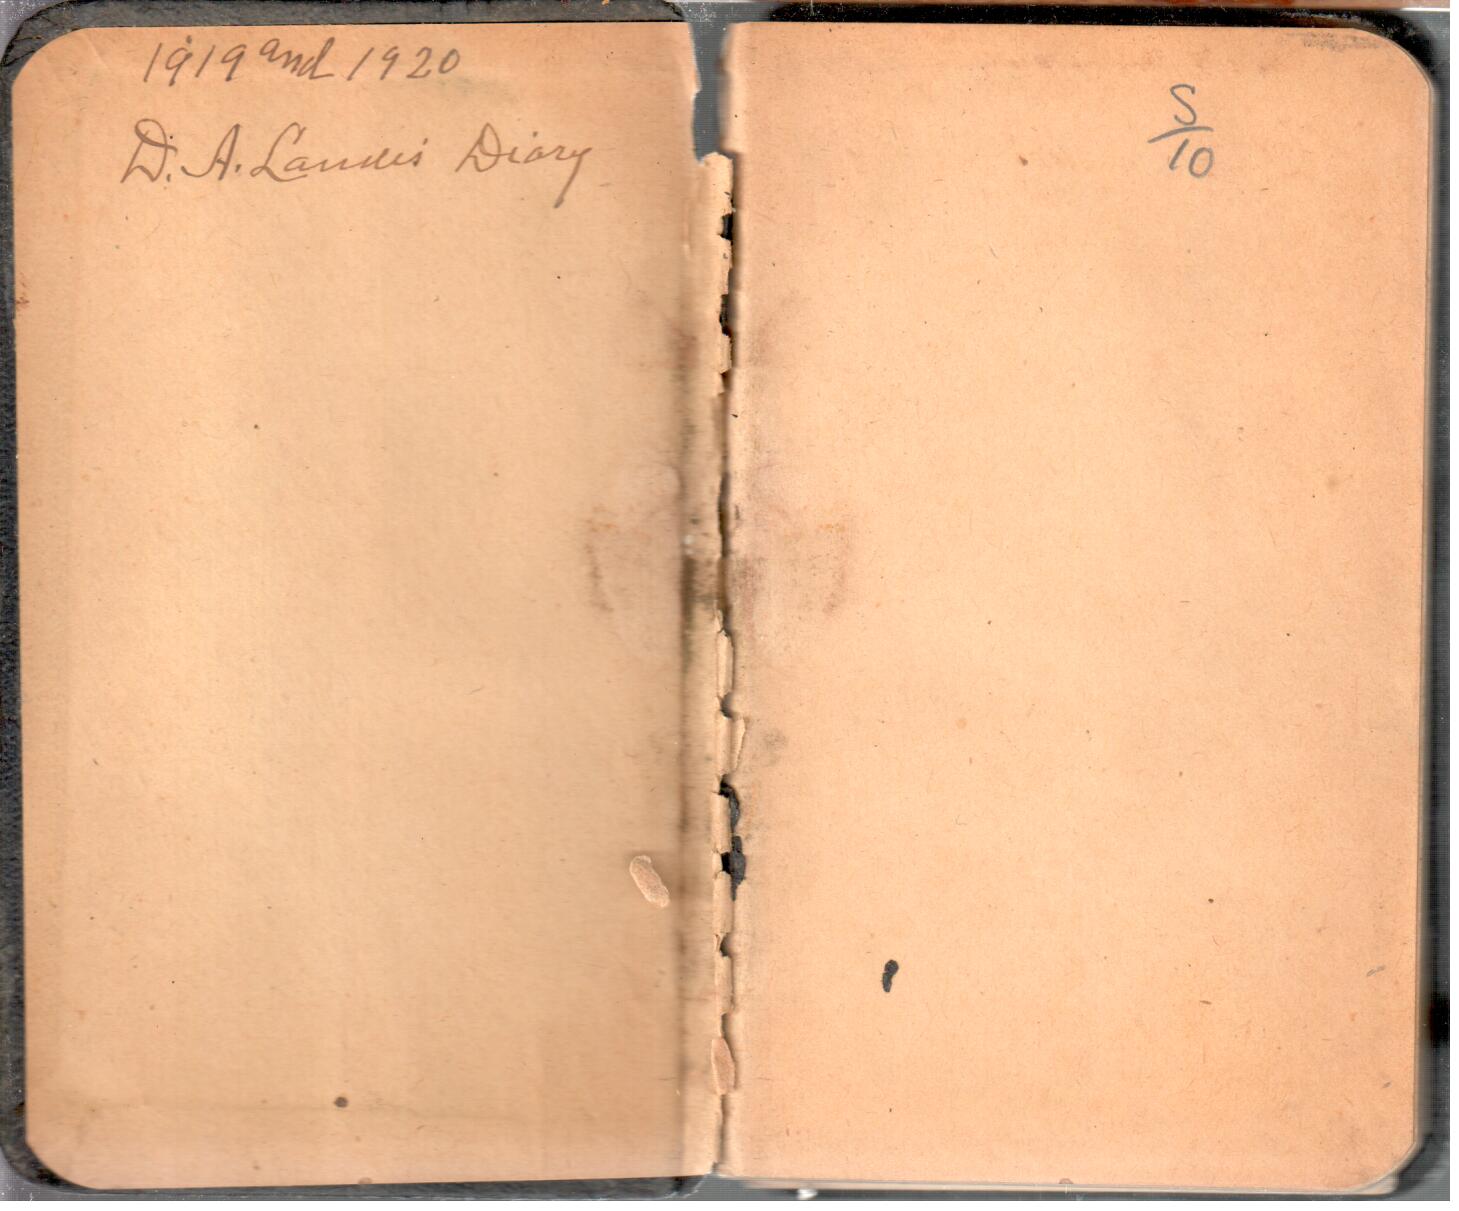 1919 and 1920
D. A. Landis Diary
S/10